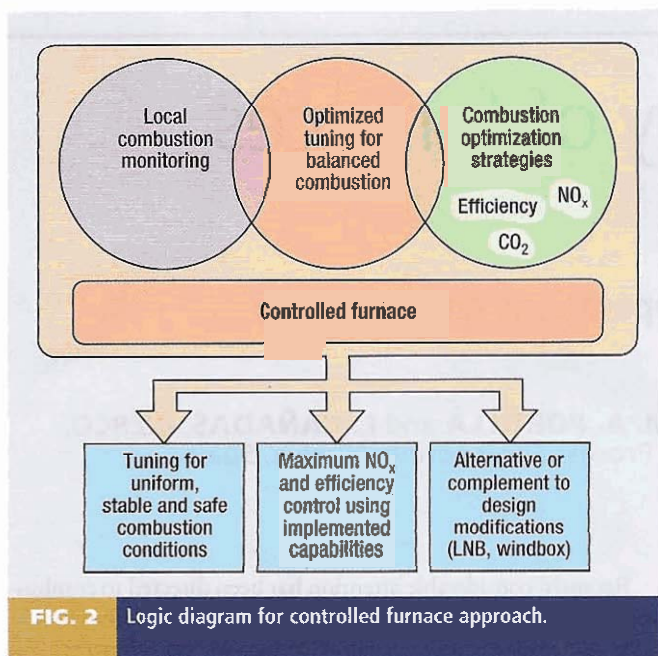 Local
combustion
monitoring
Optimized
tuning for
balanced
combustion
Combustion
optimization
strategies
Efficiency
NOx
CO2
Controlled furnace
Tuning for
uniform,
stable and safe
combustion
conditions
Maximum NOx
and efficiency
control using
implemented
capabilities
Alternative or
complement to
design
modifications
(LNB, windbox)
FIG. 2 Logic diagram for controlled furnace approach.